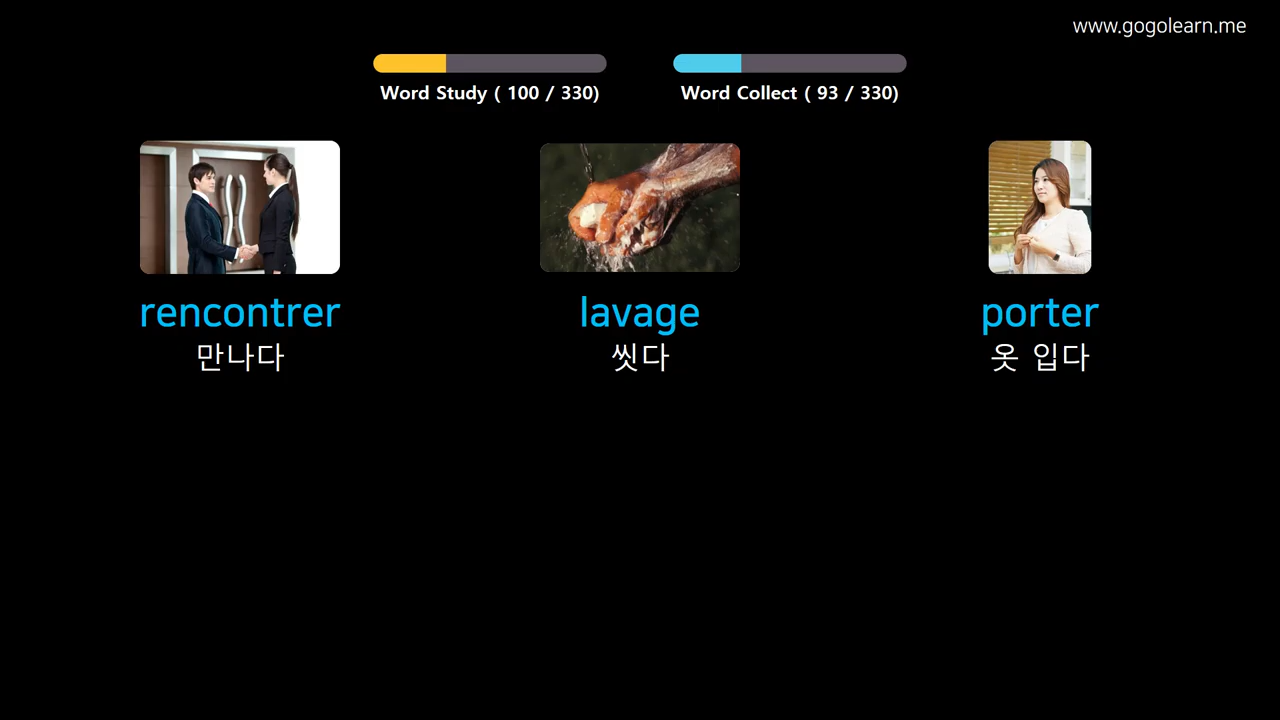 www.gogolearn.me
Word Study ( 100 / 330)
Word Collect ( 93 / 330)
rencontrer
만나다
lavage
씻다
porter
옷 입다